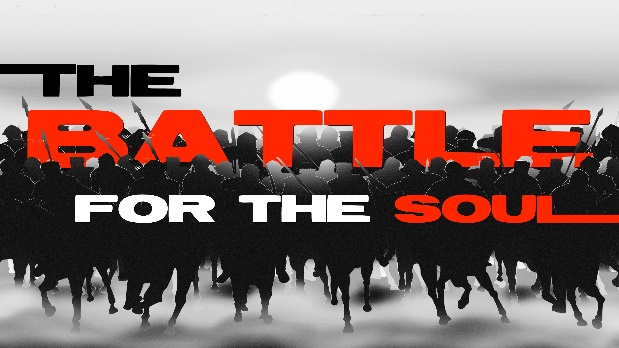 THE
BATTLE
FOR THE SOUL